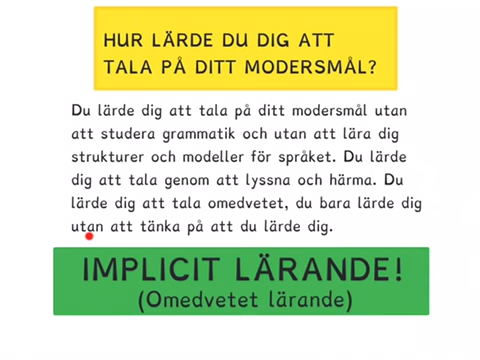 HUR LÄRDE DU DIG ATT
TALA PÅ DITT MODERSMÅL?
Du lärde dig att tala på ditt modersmål utan
att studera grammatik och utan att lära dig
strukturer och modeller för språket. Du lärde
dig att tala genom att lyssna och härma. Du
lärde dig att tala omedvetet, du bara lärde dig
utan att tänka på att du lärde dig.
IMPLICIT LÄRANDE!
(Omedvetet lärande)